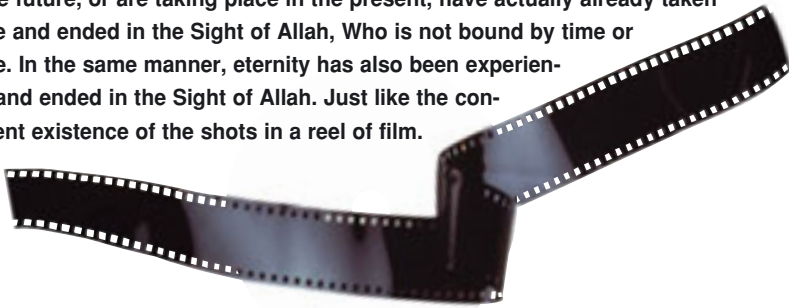 e future, or are taking place in the present, have actually already taken
e and ended in the Sight of Allah, Who is not bound by time or
e. In the same manner, eternity has also been experien-
and ended in the Sight of Allah. Just like the con-
ent existence of the shots in a reel of film.